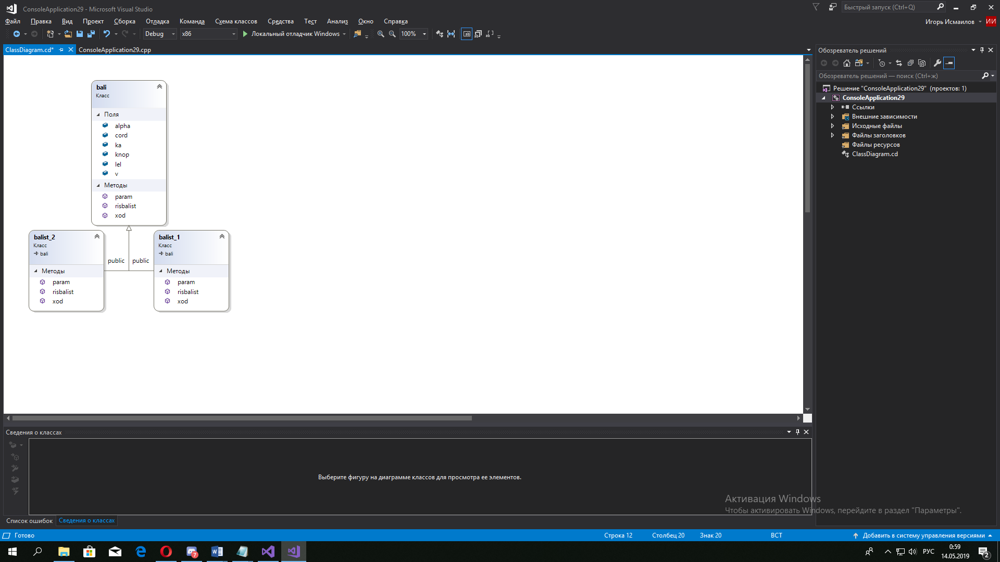 ConsoleApplication29 - Microsoft Visual Studio
Быстрый запуск (Ctrl+Q)
Файл Правка Вид Проект Сборка Отладка Команда Схема классов Средства Тест Анализ Окно Справка
Игорь Исмаилов ИИ
Debug x86 Локальный отладчик Windows 100%
ClassDiagram.cd* ConsoleApplication29.cpp
bali
Класс
Поля
alpha
cord
ka
knop
lel
v
Методы
param
risbalist
xod
balist_2
Класс
bali
Методы
param
risbalist
xod
public public
balist_1
Класс
bali
Методы
param
risbalist
xod
Обозреватель решений
Обозреватель решений — поиск (Ctrl+ж)
Решение "ConsoleApplication29" (проектов: 1)
ConsoleApplication29
Ссылки
Внешние зависимости
Исходные файлы
Файлы заголовков
Файлы ресурсов
ClassDiagram.cd
Сведения о классах
Выберите фигуру на диаграмме классов для просмотра ее элементов.
Активация Windows
Чтобы активировать Windows, перейдите в раздел "Параметры".
Список ошибок Сведения о классах
Готово Строка 12 Столбец 20 Знак 20 ВСТ Добавить в систему управления версиями
7
РУС
0:59
14.05.2019
2